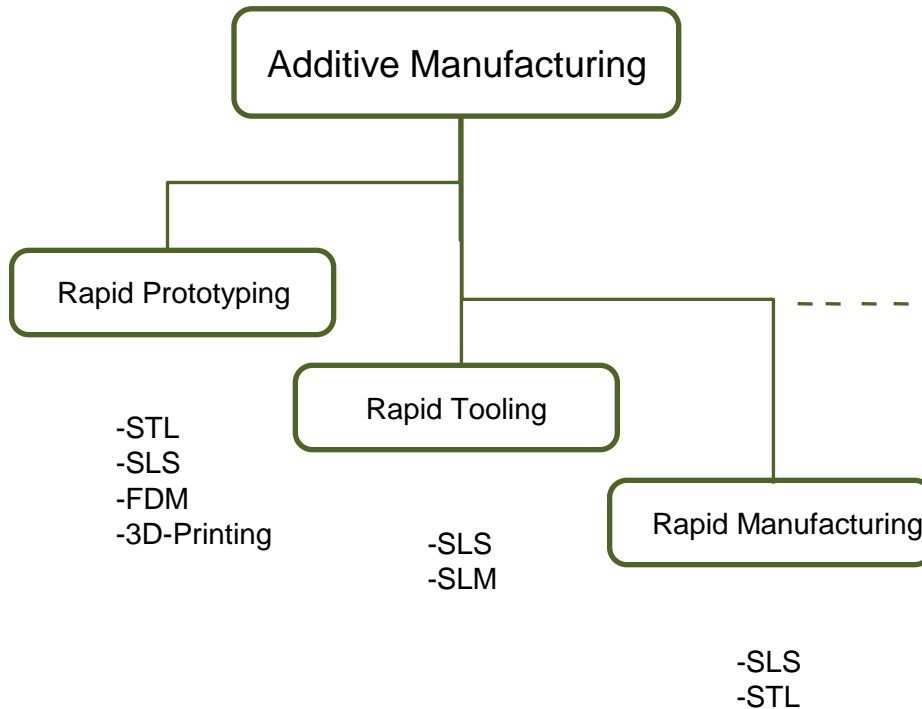 Additive Manufacturing
Rapid Prototyping
-STL
-SLS
-FDM
-3D-Printing
Rapid Tooling
-SLS
-SLM
Rapid Manufacturing
-SLS
-STL